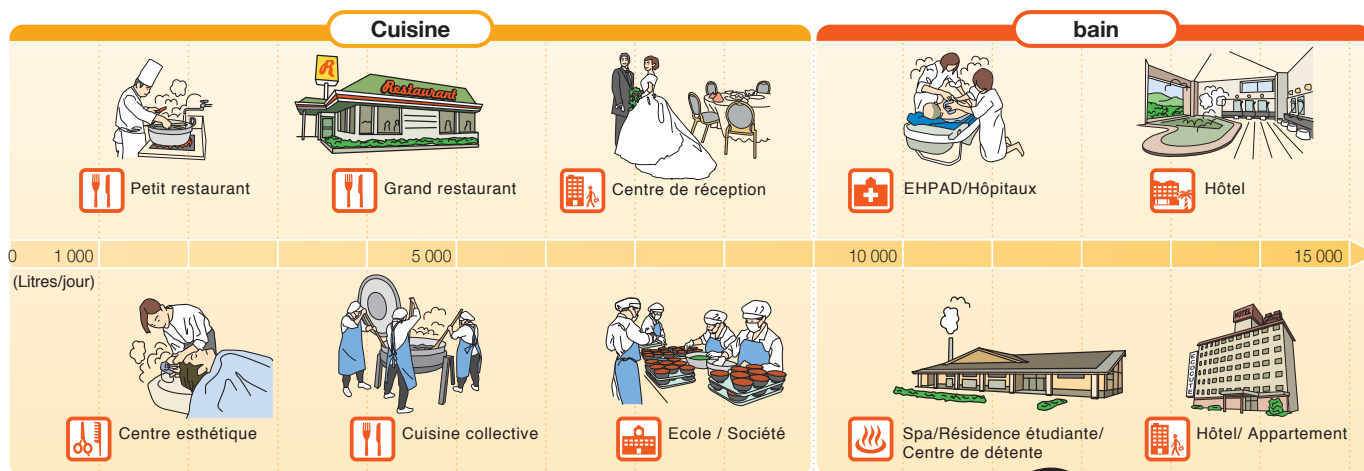 Cuisine
bain
R
Restaurant
Petit restaurant
Grand restaurant
Centre de réception
EHPAD/Hôpitaux
Hôtel
0
1 000
5 000
10 000
15 000
(Litres/jour)
HOTEL
ECOCUTE
Centre esthétique
Cuisine collective
Ecole / Société
Spa/Résidence étudiante/
Centre de détente
Hôtel/ Appartement